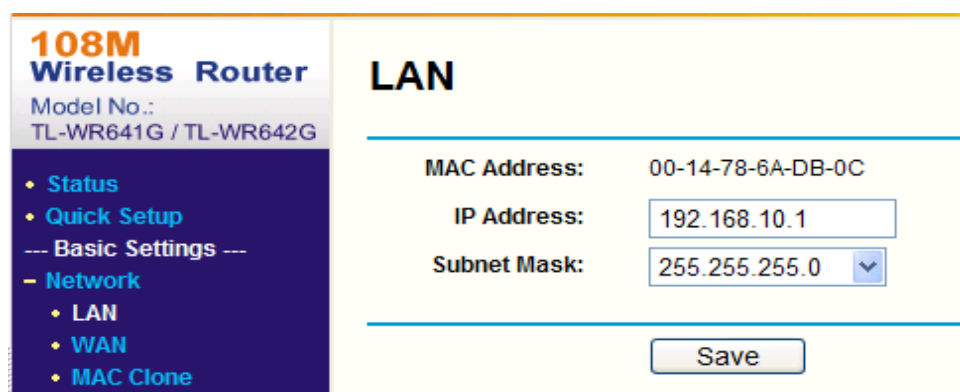 108M
Wireless Router
Model No.:
TL-WR641G / TL-WR642G
• Status
• Quick Setup
--- Basic Settings ---
– Network
• LAN
• WAN
• MAC Clone
LAN
MAC Address: 00-14-78-6A-DB-0C
IP Address: 192.168.10.1
Subnet Mask: 255.255.255.0
Save